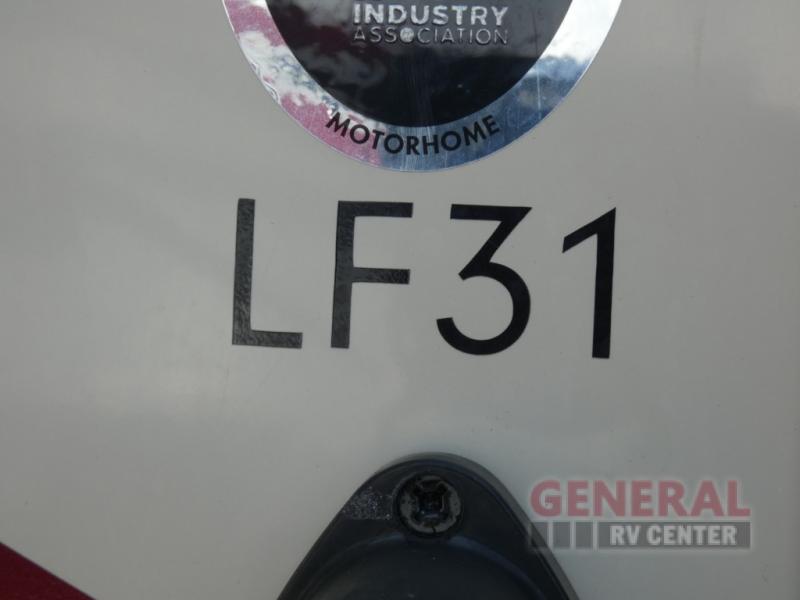 INDUSTRY
ASSOCIATION
MOTORHOME
LF31
GENERAL
RV CENTER